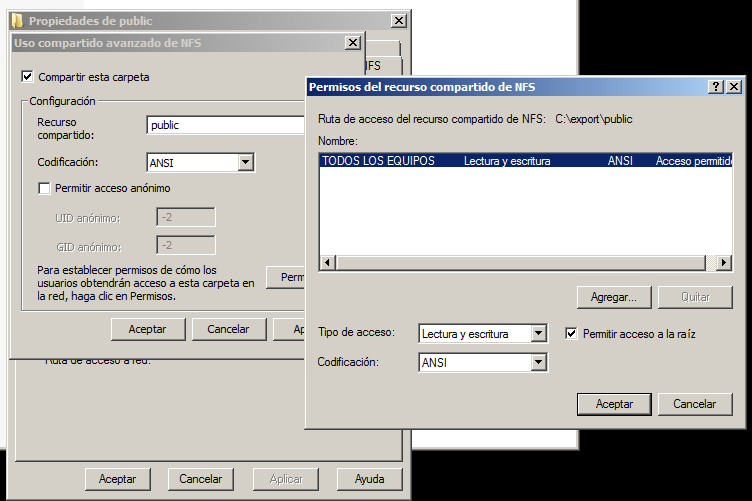 Propiedades de public
Uso compartido avanzado de NFS
NFS
Compartir esta carpeta
Configuración
Recurso
compartido:
public
Codificación:
ANSI
Permitir acceso anónimo
UID anónimo:
-2
GID anónimo:
-2
Para establecer permisos de cómo los
usuarios obtendrán acceso a esta carpeta en
la red, haga clic en Permisos.
Perm
Aceptar Cancelar Ap
Ruta de acceso a red:
Aceptar Cancelar Aplicar Ayuda
Permisos del recurso compartido de NFS
Ruta de acceso del recurso compartido de NFS: C:\export\public
Nombre:
TODOS LOS EQUIPOS Lectura y escritura ANSI Acceso permitido
Agregar... Quitar
Tipo de acceso: Lectura y escritura Permitir acceso a la raíz
Codificación: ANSI
Aceptar Cancelar